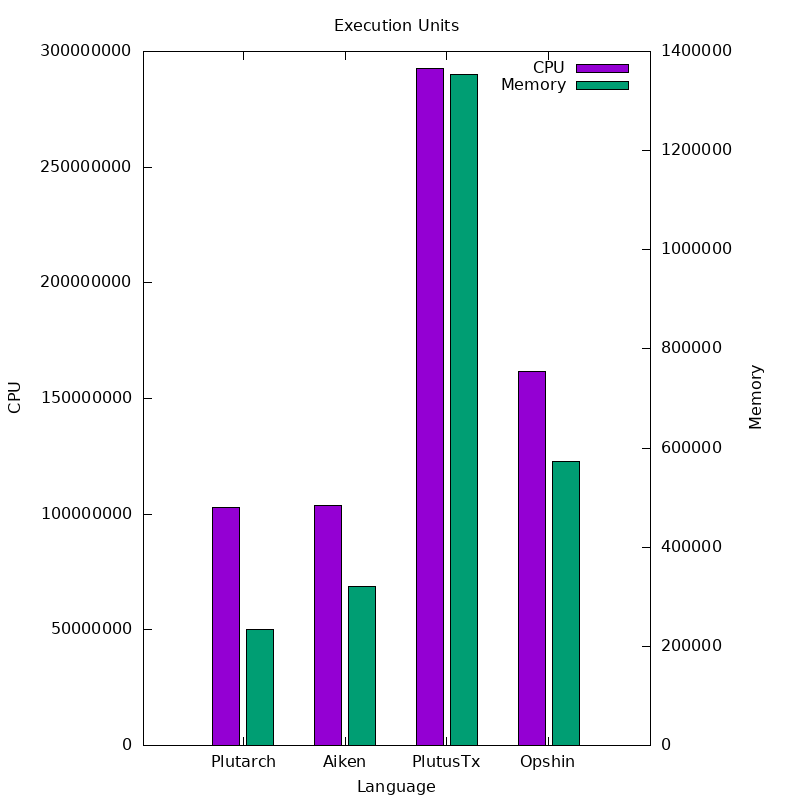 Execution Units
300000000
250000000
200000000
150000000
100000000
50000000
0
CPU
1400000
1200000
1000000
800000
600000
400000
200000
0
Memory
CPU
Memory
Plutarch Aiken PlutusTx Opshin
Language